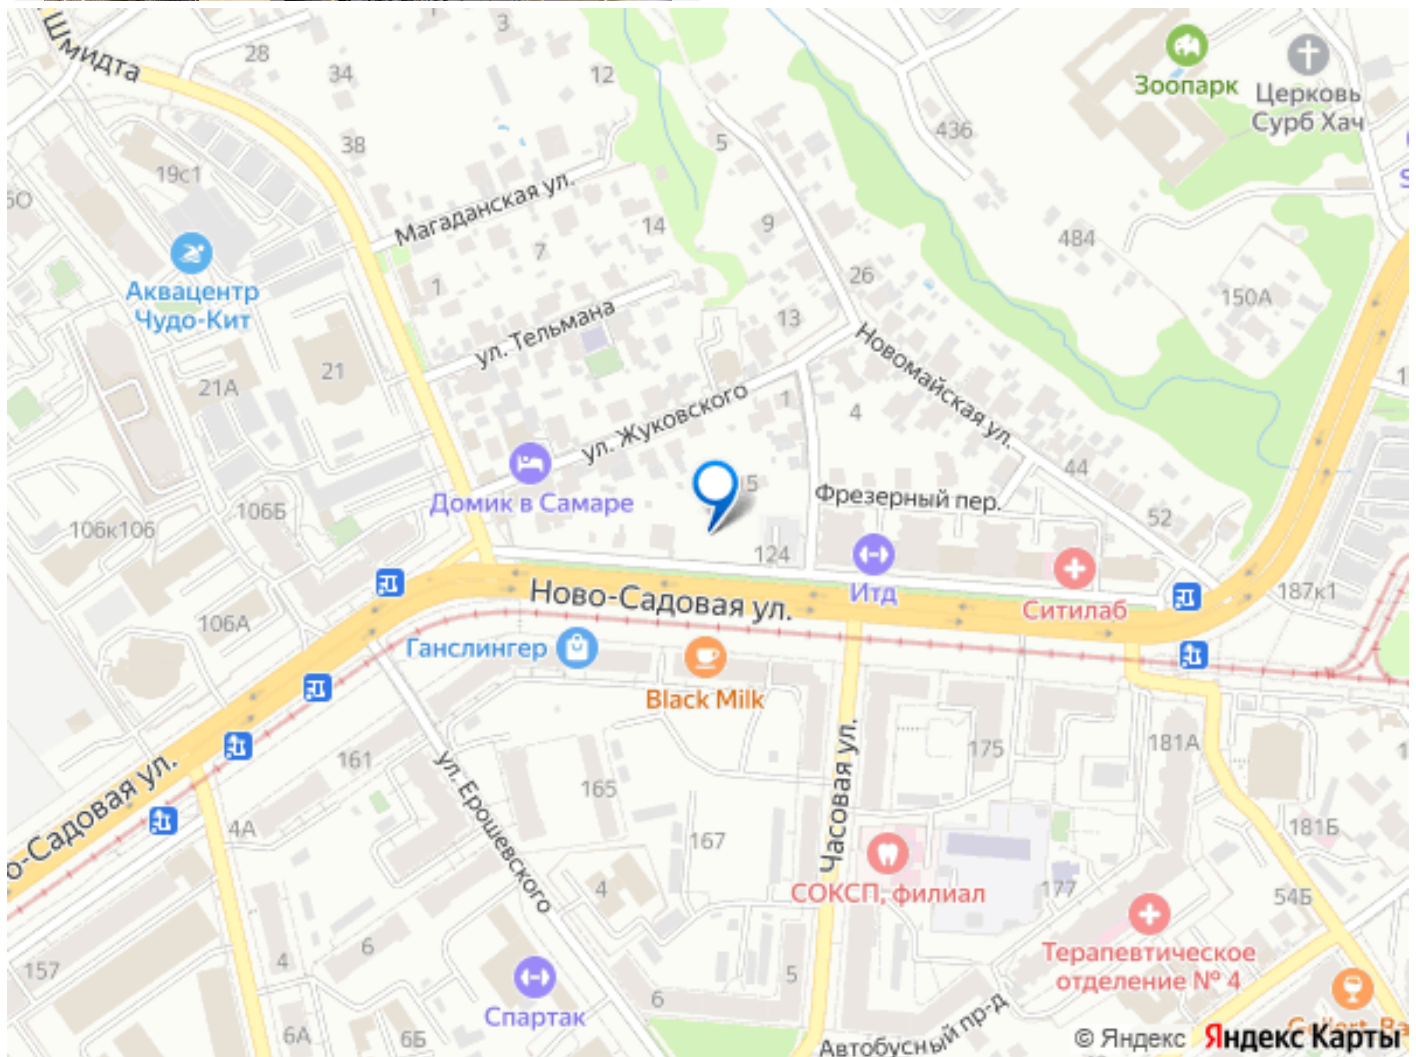 Шмидта
28
34
3
12
38
19с1
Зоопарк
Церковь
Сурб Хач
436
5
Магаданская ул.
14
9
7
484
Аквацентр
Чудо-Кит
1
26
150А
ул. Тельмана
13
21
21А
Новомайская ул.
ул. Жуковского
1
4
44
Домик в Самаре
5
Фрезерный пер.
106к106
106Б
52
124
Ново-Садовая ул.
Итд
Ситилаб
187к1
106А
Ганслингер
Black Milk
161
ул. Ерошевского
165
167
Часовая ул.
175
181А
о-Садовая ул.
4А
181Б
СОКСП, филиал
177
54Б
4
6
4
157
Терапевтическое
отделение № 4
5
6
Спартак
6А
6Б
Автобусный пр-д
© Яндекс Яндекс Карты